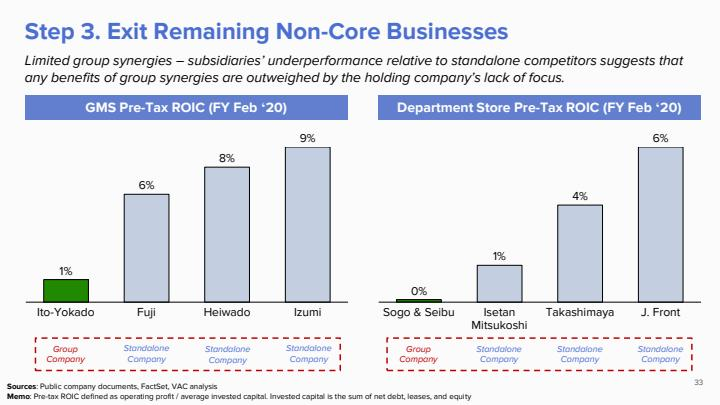 Step 3. Exit Remaining Non-Core Businesses
Limited group synergies – subsidiaries’ underperformance relative to standalone competitors suggests that
any benefits of group synergies are outweighed by the holding company’s lack of focus.
GMS Pre-Tax ROIC (FY Feb ‘20)
1%
6%
8%
9%
Ito-Yokado
Fuji
Heiwado
Izumi
Group
Company
Standalone
Company
Standalone
Company
Standalone
Company
Department Store Pre-Tax ROIC (FY Feb ‘20)
0%
1%
4%
6%
Sogo & Seibu
Isetan
Mitsukoshi
Takashimaya
J. Front
Group
Company
Standalone
Company
Standalone
Company
Standalone
Company
Sources: Public company documents, FactSet, VAC analysis
Memo: Pre-tax ROIC defined as operating profit / average invested capital. Invested capital is the sum of net debt, leases, and equity
33